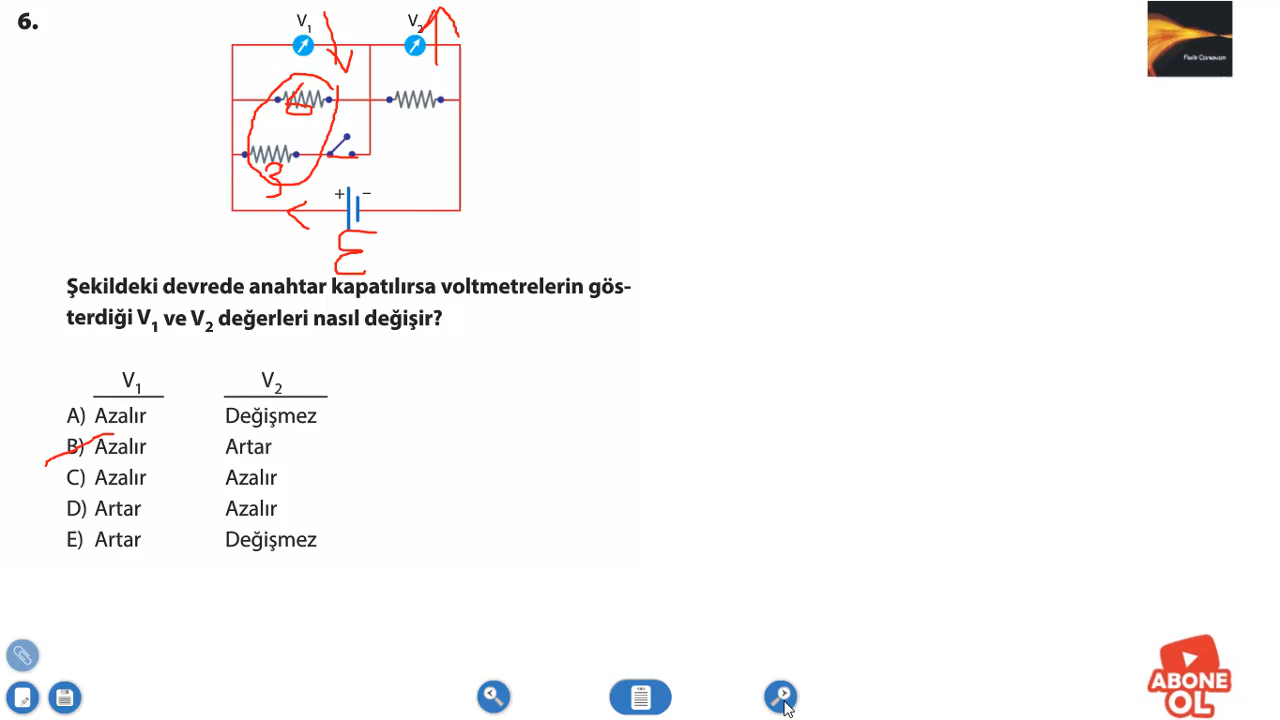 6.
V1
V2
+
−
Şekildeki devrede anahtar kapatılırsa voltmetrelerin gös-
terdiği V1 ve V2 değerleri nasıl değişir?
V1 V2
A) Azalır Değişmez
B) Azalır Artar
C) Azalır Azalır
D) Artar Azalır
E) Artar Değişmez
ABONE
OL